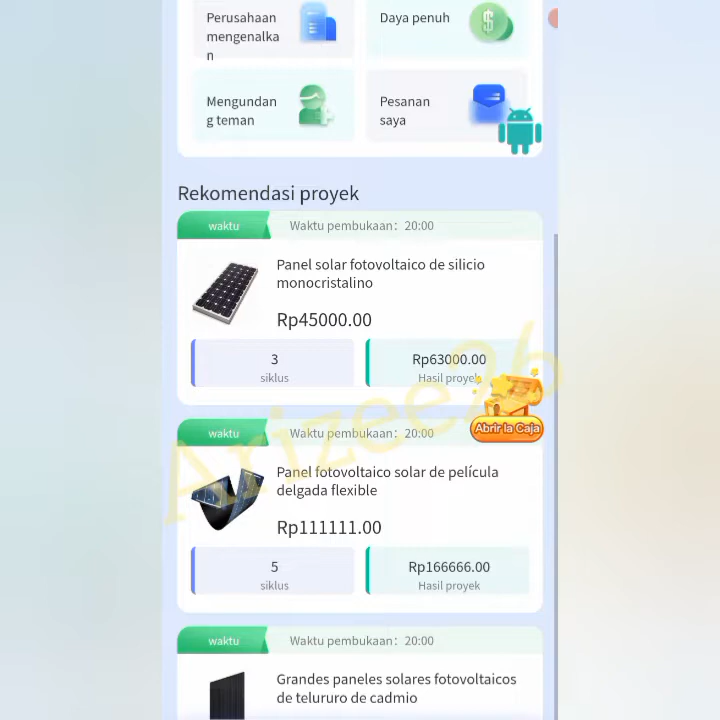 Perusahaan
mengenalka
n
Daya penuh
Mengundan
g teman
Pesanan
saya
Rekomendasi proyek
waktu
Waktu pembukaan: 20:00
Panel solar fotovoltaico de silicio
monocristalino
Rp45000.00
3
siklus
Rp63000.00
Hasil proyek
Abrir la Caja
waktu
Waktu pembukaan: 20:00
Panel fotovoltaico solar de película
delgada flexible
Rp111111.00
5
siklus
Rp166666.00
Hasil proyek
waktu
Waktu pembukaan: 20:00
Grandes paneles solares fotovoltaicos
de telururo de cadmio
Arizee26